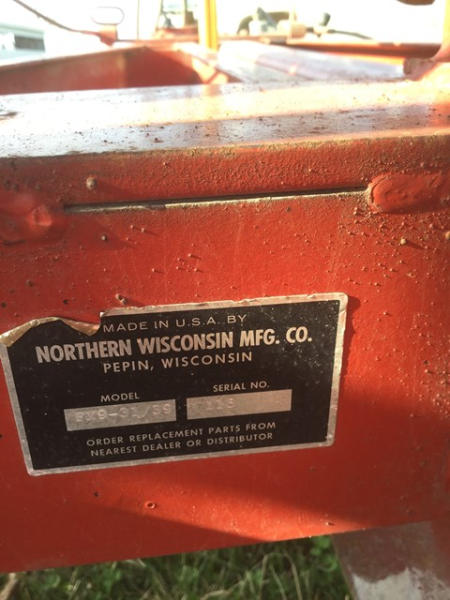 MADE IN U.S.A. BY
NORTHERN WISCONSIN MFG. CO.
PEPIN, WISCONSIN
MODEL SERIAL NO.
ORDER REPLACEMENT PARTS FROM
NEAREST DEALER OR DISTRIBUTOR